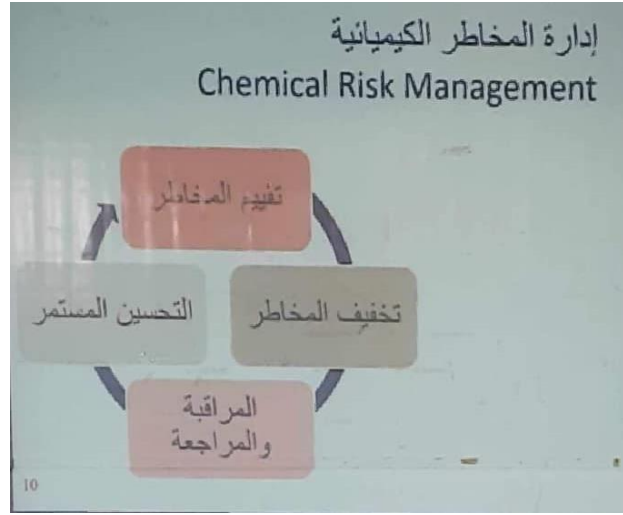 إدارة المخاطر الكيميائية
Chemical Risk Management
تقييم المخاطر
تخفيف المخاطر
المراقبة
والمراجعة
التحسين المستمر
10